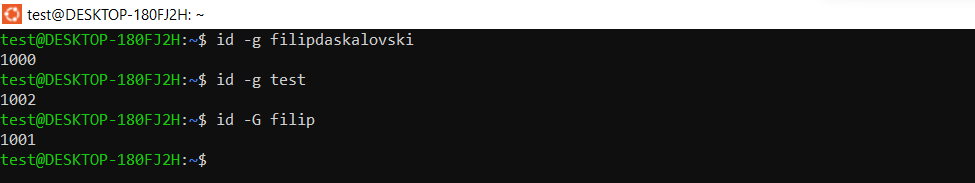 test@DESKTOP-180FJ2H: ~
test@DESKTOP-180FJ2H:~$ id -g filipdaskalovski
1000
test@DESKTOP-180FJ2H:~$ id -g test
1002
test@DESKTOP-180FJ2H:~$ id -G filip
1001
test@DESKTOP-180FJ2H:~$